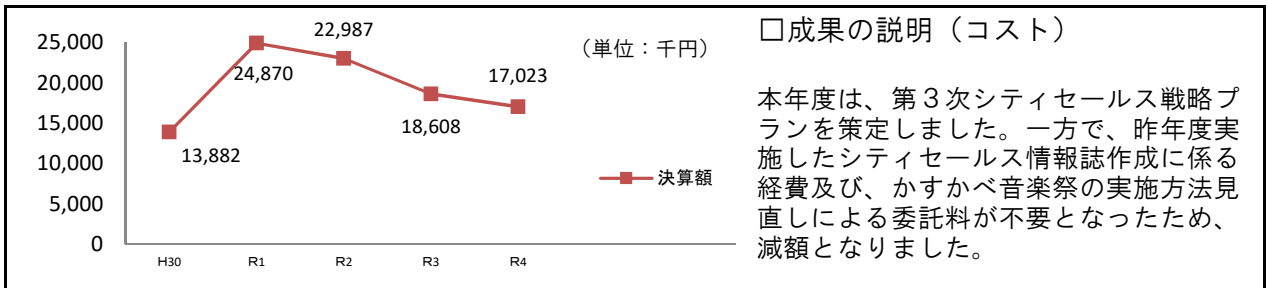 25,000
20,000
15,000
10,000
5,000
0
13,882
24,870
22,987
18,608
17,023
H30
R1
R2
R3
R4
（単位：千円）
決算額
□成果の説明（コスト）
本年度は、第３次シティセールス戦略プ
ランを策定しました。一方で、昨年度実
施したシティセールス情報誌作成に係る
経費及び、かすかべ音楽祭の実施方法見
直しによる委託料が不要となったため、
減額となりました。